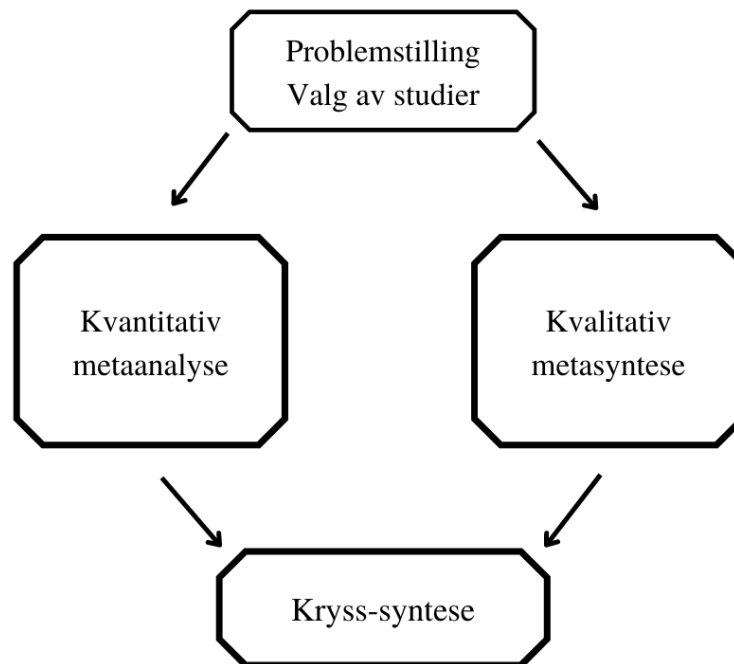 Problemstilling
Valg av studier
Kvantitativ
metaanalyse
Kvalitativ
metasyntese
Kryss-syntese